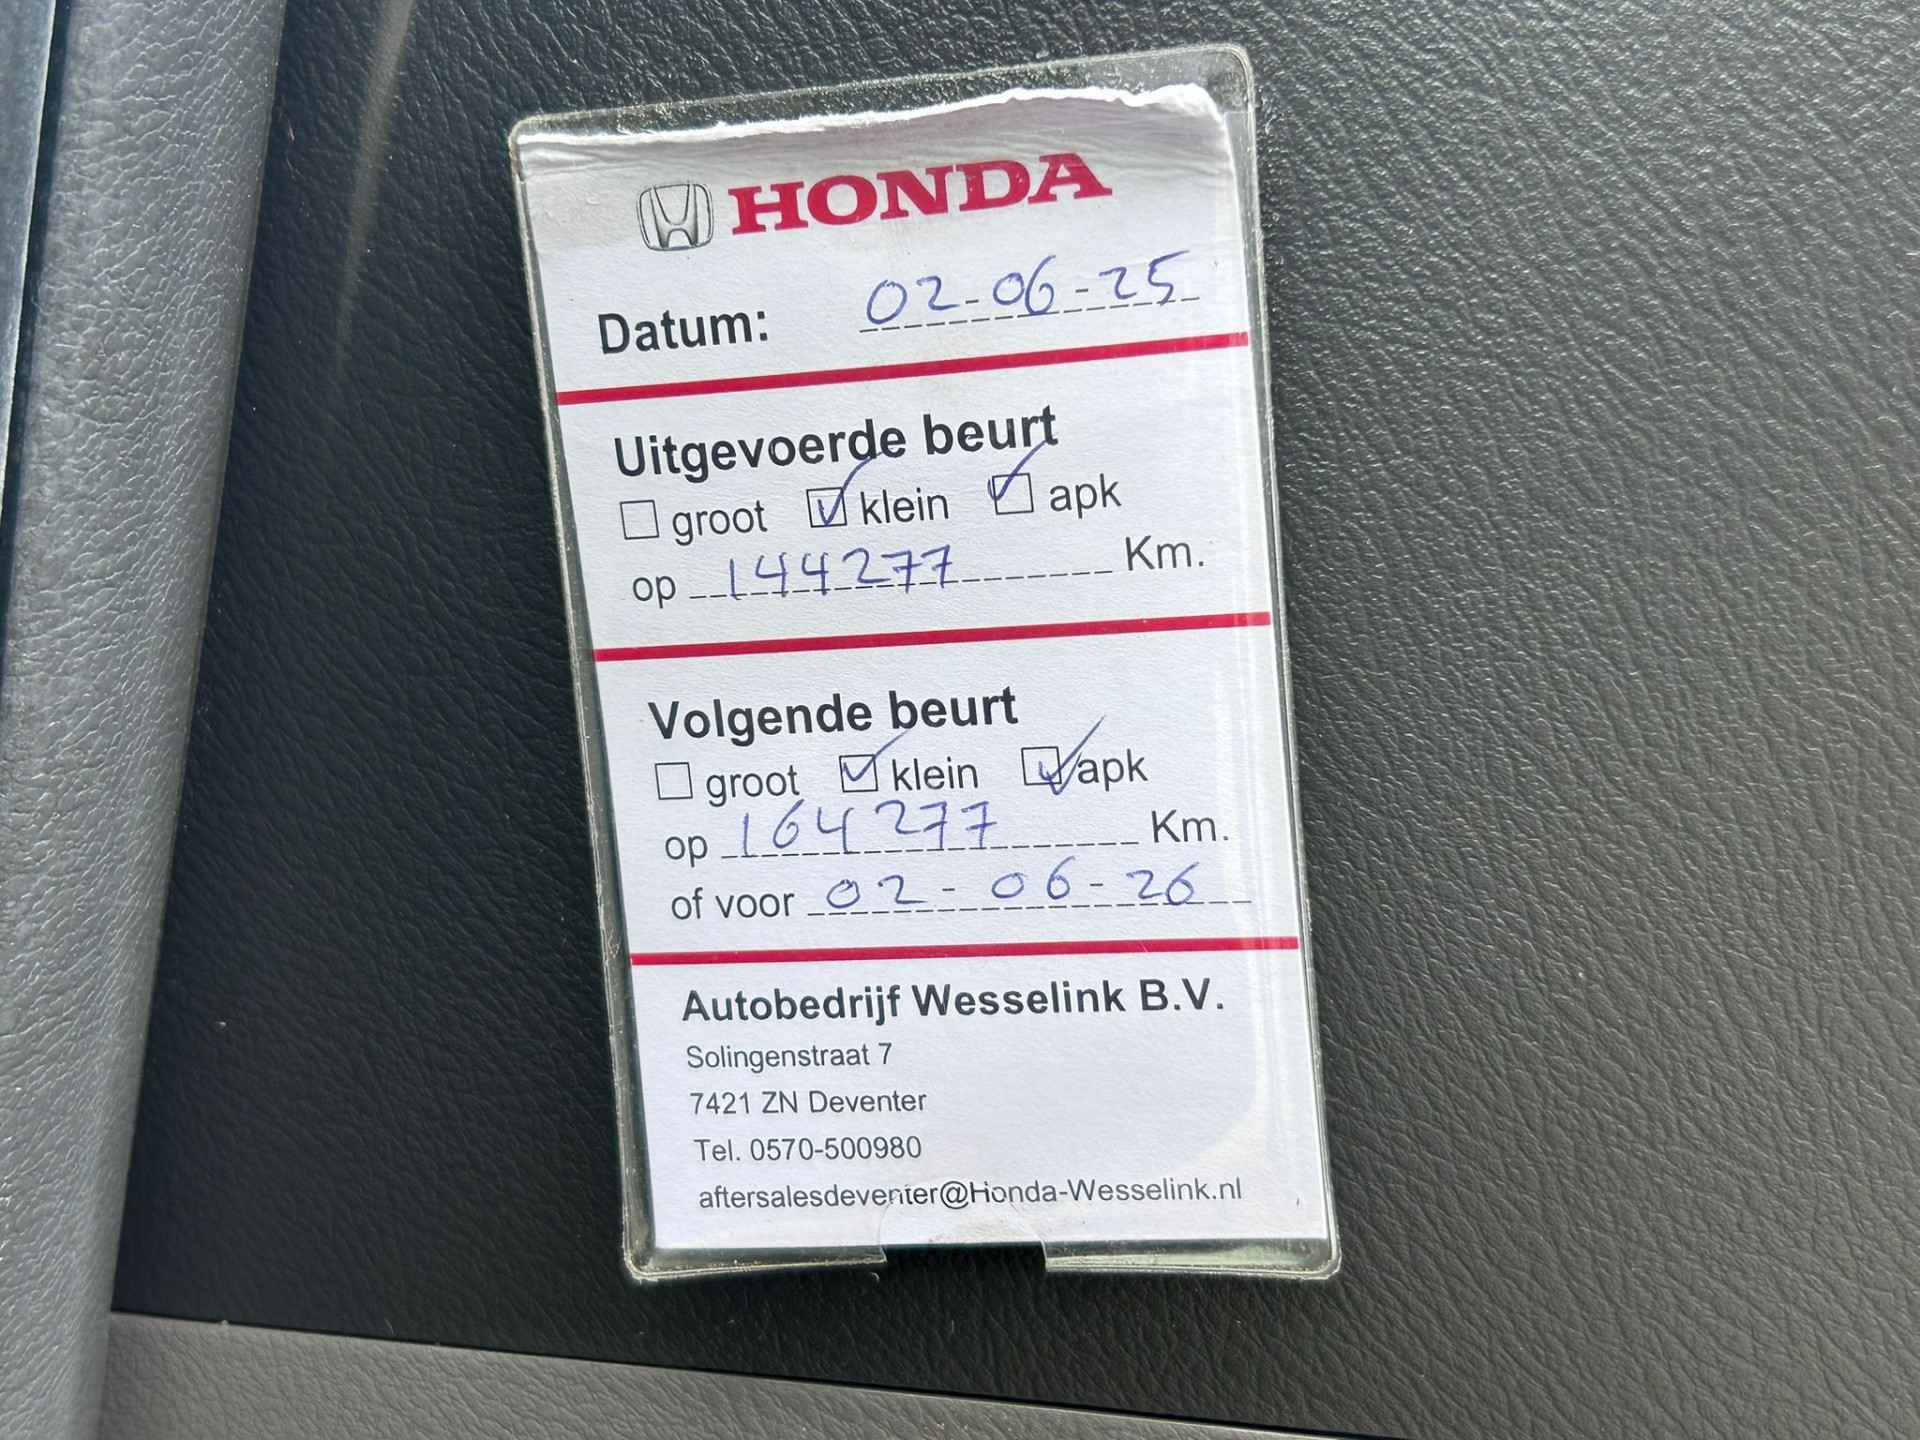 HONDA
Datum: 02-06-25
Uitgevoerde beurt
groot klein apk
op 144277 Km.
Volgende beurt
groot klein apk
op 164277 Km.
of voor 02-06-26
Autobedrijf Wesselink B.V.
Solingenstraat 7
7421 ZN Deventer
Tel. 0570-500980
aftersalesdeventer@Honda-Wesselink.nl